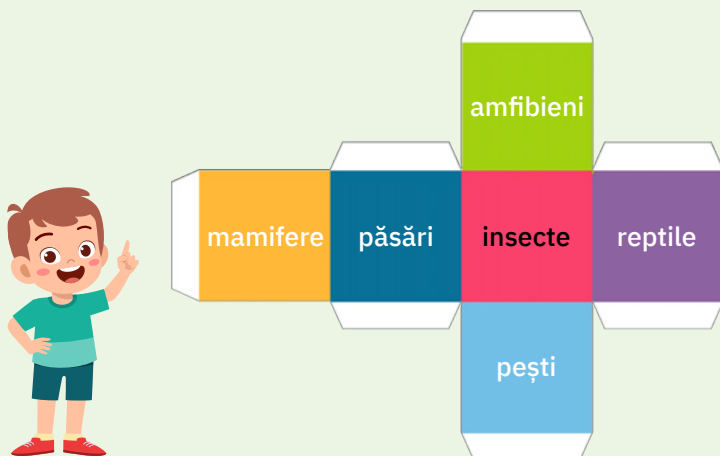 amfibieni
mamifere
păsări
insecte
reptile
pești